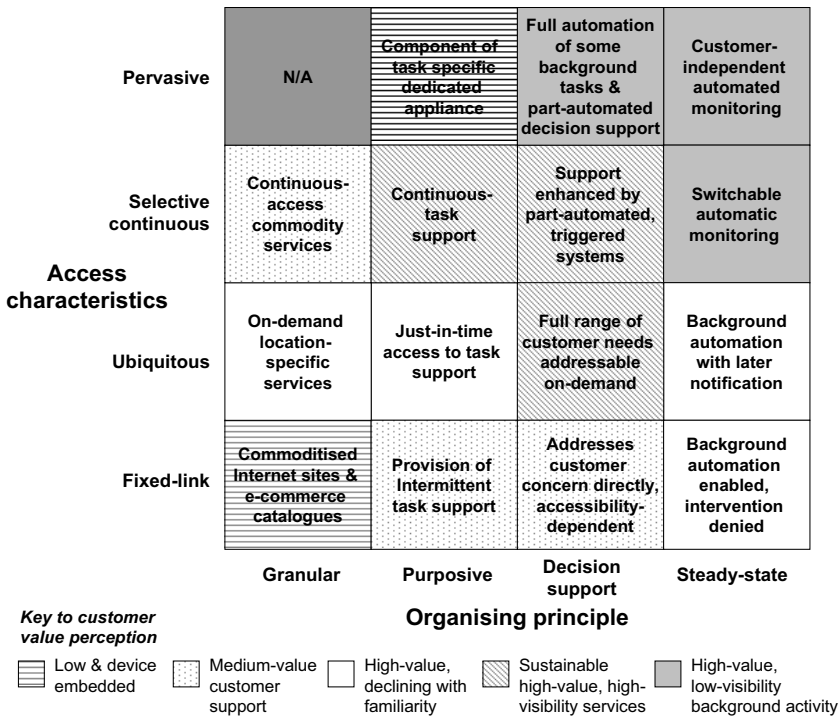 Pervasive
N/A
Component of
task specific
dedicated
appliance
Full automation
of some
background
tasks &
part-automated
decision support
Customer-
independent
automated
monitoring
Selective
continuous
Continuous-
access
commodity
services
Continuous-
task
support
Support
enhanced by
part-automated,
triggered
systems
Switchable
automatic
monitoring
Access
characteristics
Ubiquitous
On-demand
location-
specific
services
Just-in-time
access to task
support
Full range of
customer needs
addressable
on-demand
Background
automation
with later
notification
Fixed-link
Commoditised
Internet sites &
e-commerce
catalogues
Provision of
Intermittent
task support
Addresses
customer
concern directly,
accessibility-
dependent
Background
automation
enabled,
intervention
denied
Granular
Purposive
Decision
support
Steady-state
Organising principle
Key to customer
value perception
Low & device
embedded
Medium-value
customer
support
High-value,
declining with
familiarity
Sustainable
high-value, high-
visibility services
High-value,
low-visibility
background activity